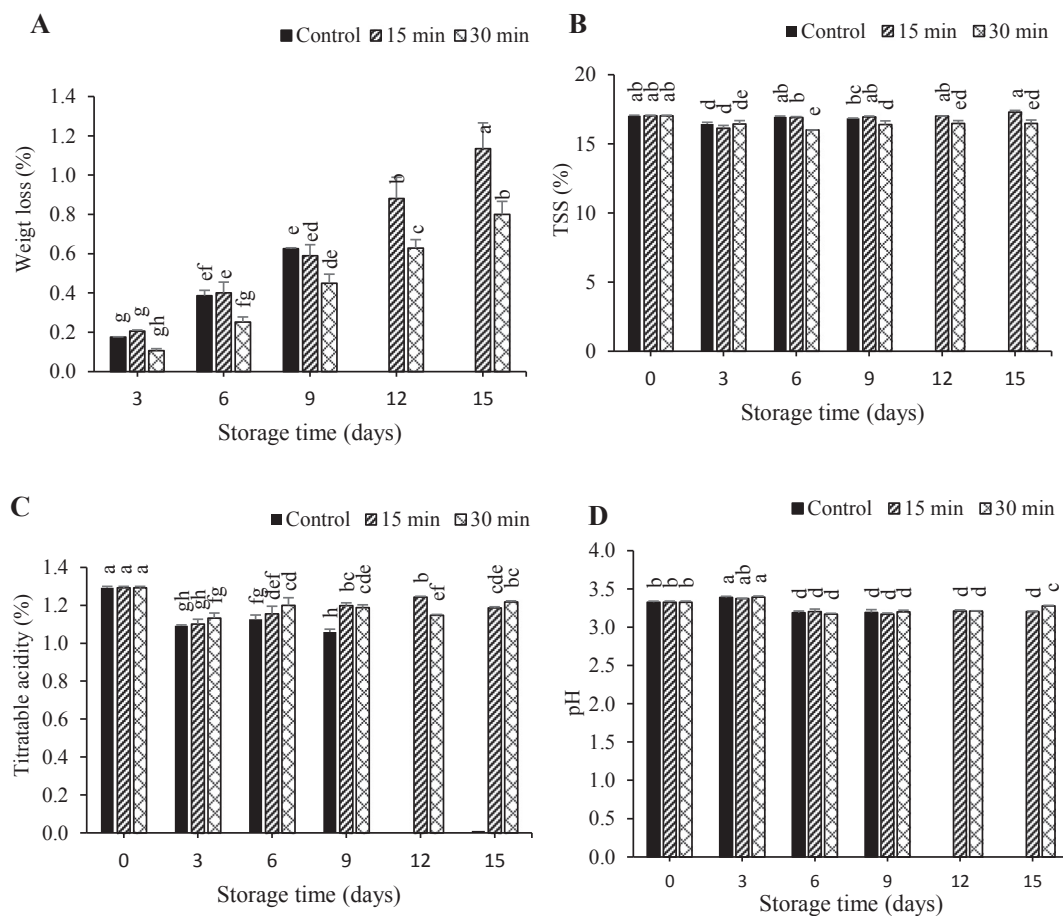 A
Control 15 min 30 min
1.4
1.2
1.0
0.8
0.6
0.4
0.2
0.0
Weigt loss (%)
g g gh
ef e fg
e ed de
b c
a b
3 6 9 12 15
Storage time (days)
B
Control 15 min 30 min
20
15
10
5
0
TSS (%)
ab ab ab
d d de
ab b e
bc ab d
ab ed
a ed
0 3 6 9 12 15
Storage time (days)
C
Control 15 min 30 min
1.4
1.2
1.0
0.8
0.6
0.4
0.2
0.0
Titratable acidity (%)
a a a
gh gh fg
fg def cd
h bc cde
b ef
cde bc
0 3 6 9 12 15
Storage time (days)
D
Control 15 min 30 min
4.0
3.5
3.0
2.5
2.0
1.5
1.0
0.5
0.0
pH
b b b
a ab a
d d d
d d d
d d
d c
0 3 6 9 12 15
Storage time (days)